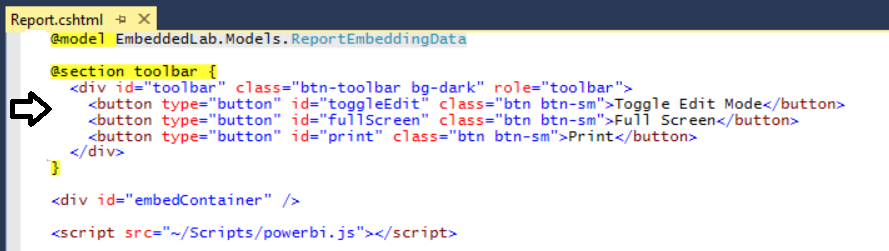 Report.cshtml
@model EmbeddedLab.Models.ReportEmbeddingData
@section toolbar {
<div id="toolbar" class="btn-toolbar bg-dark" role="toolbar">
<button type="button" id="toggleEdit" class="btn btn-sm">Toggle Edit Mode</button>
<button type="button" id="fullScreen" class="btn btn-sm">Full Screen</button>
<button type="button" id="print" class="btn btn-sm">Print</button>
</div>
}
<div id="embedContainer" />
<script src="~/Scripts/powerbi.js"></script>